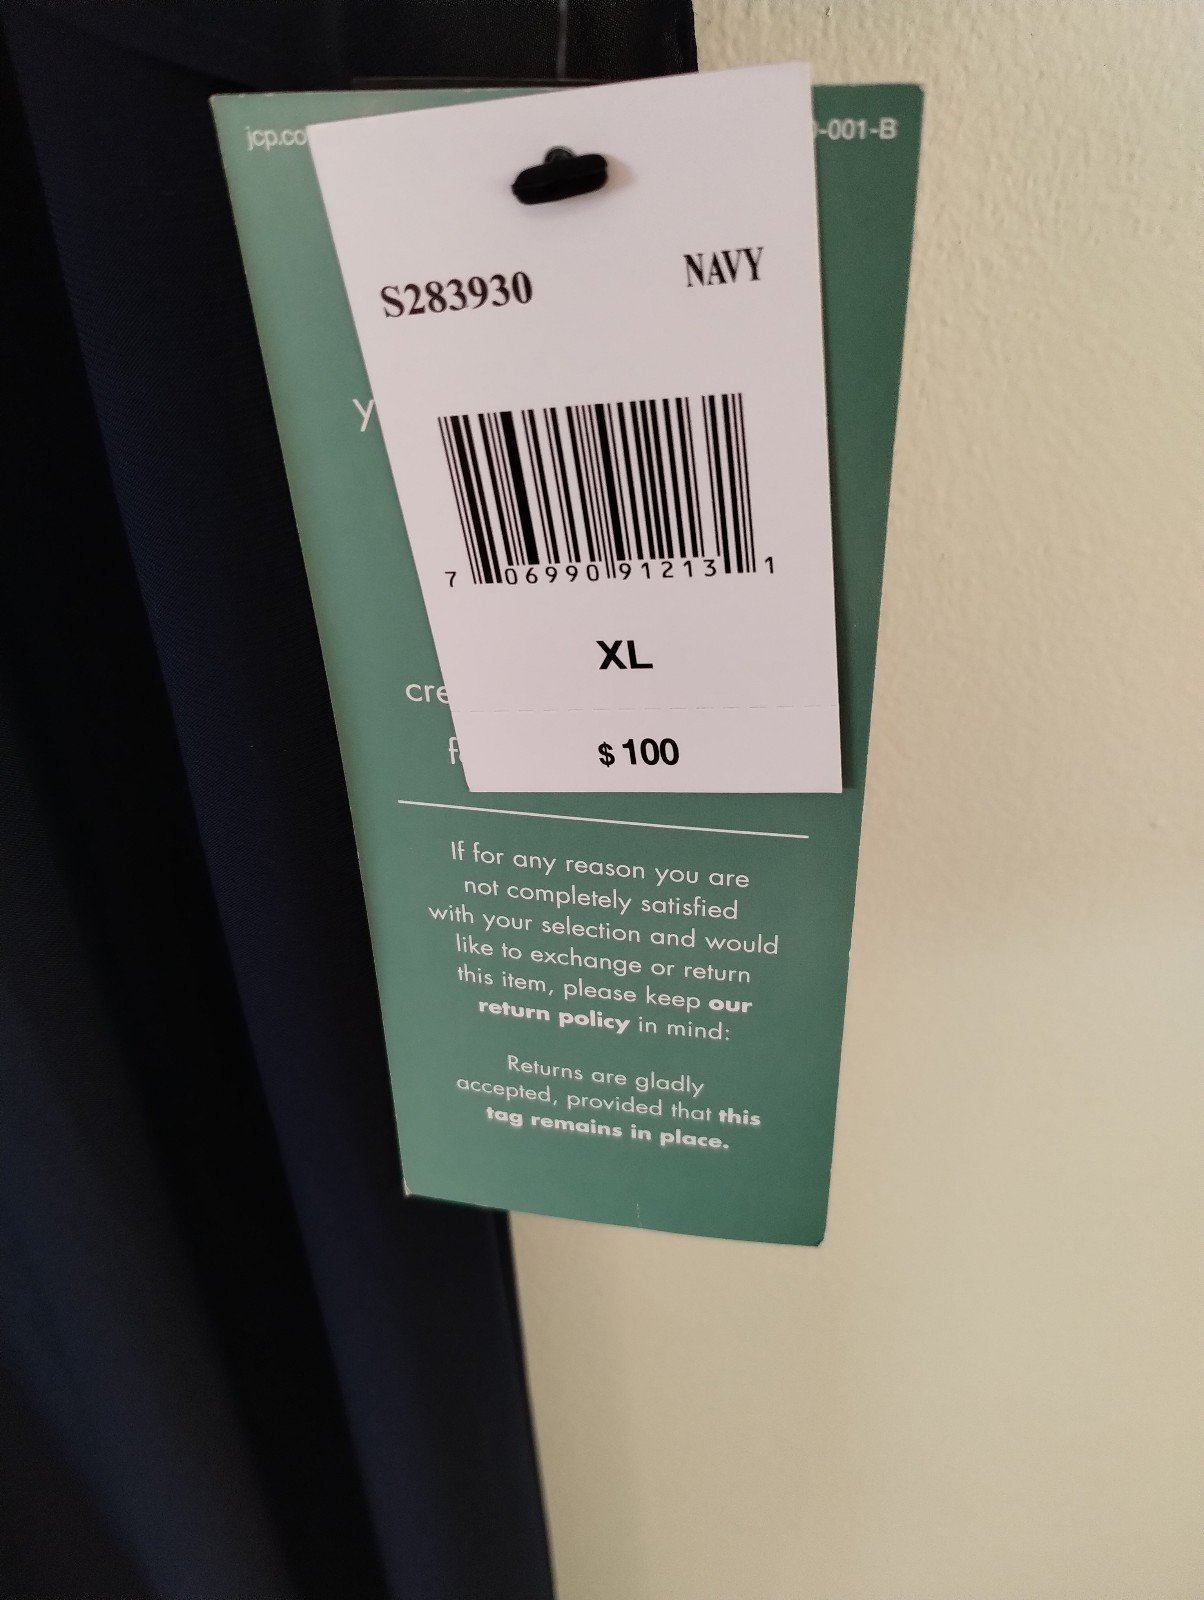 jcp.co
-001-B
S283930 NAVY
7 06990 91213 1
XL
$100
If for any reason you are
not completely satisfied
with your selection and would
like to exchange or return
this item, please keep our
return policy in mind:
Returns are gladly
accepted, provided that this
tag remains in place.